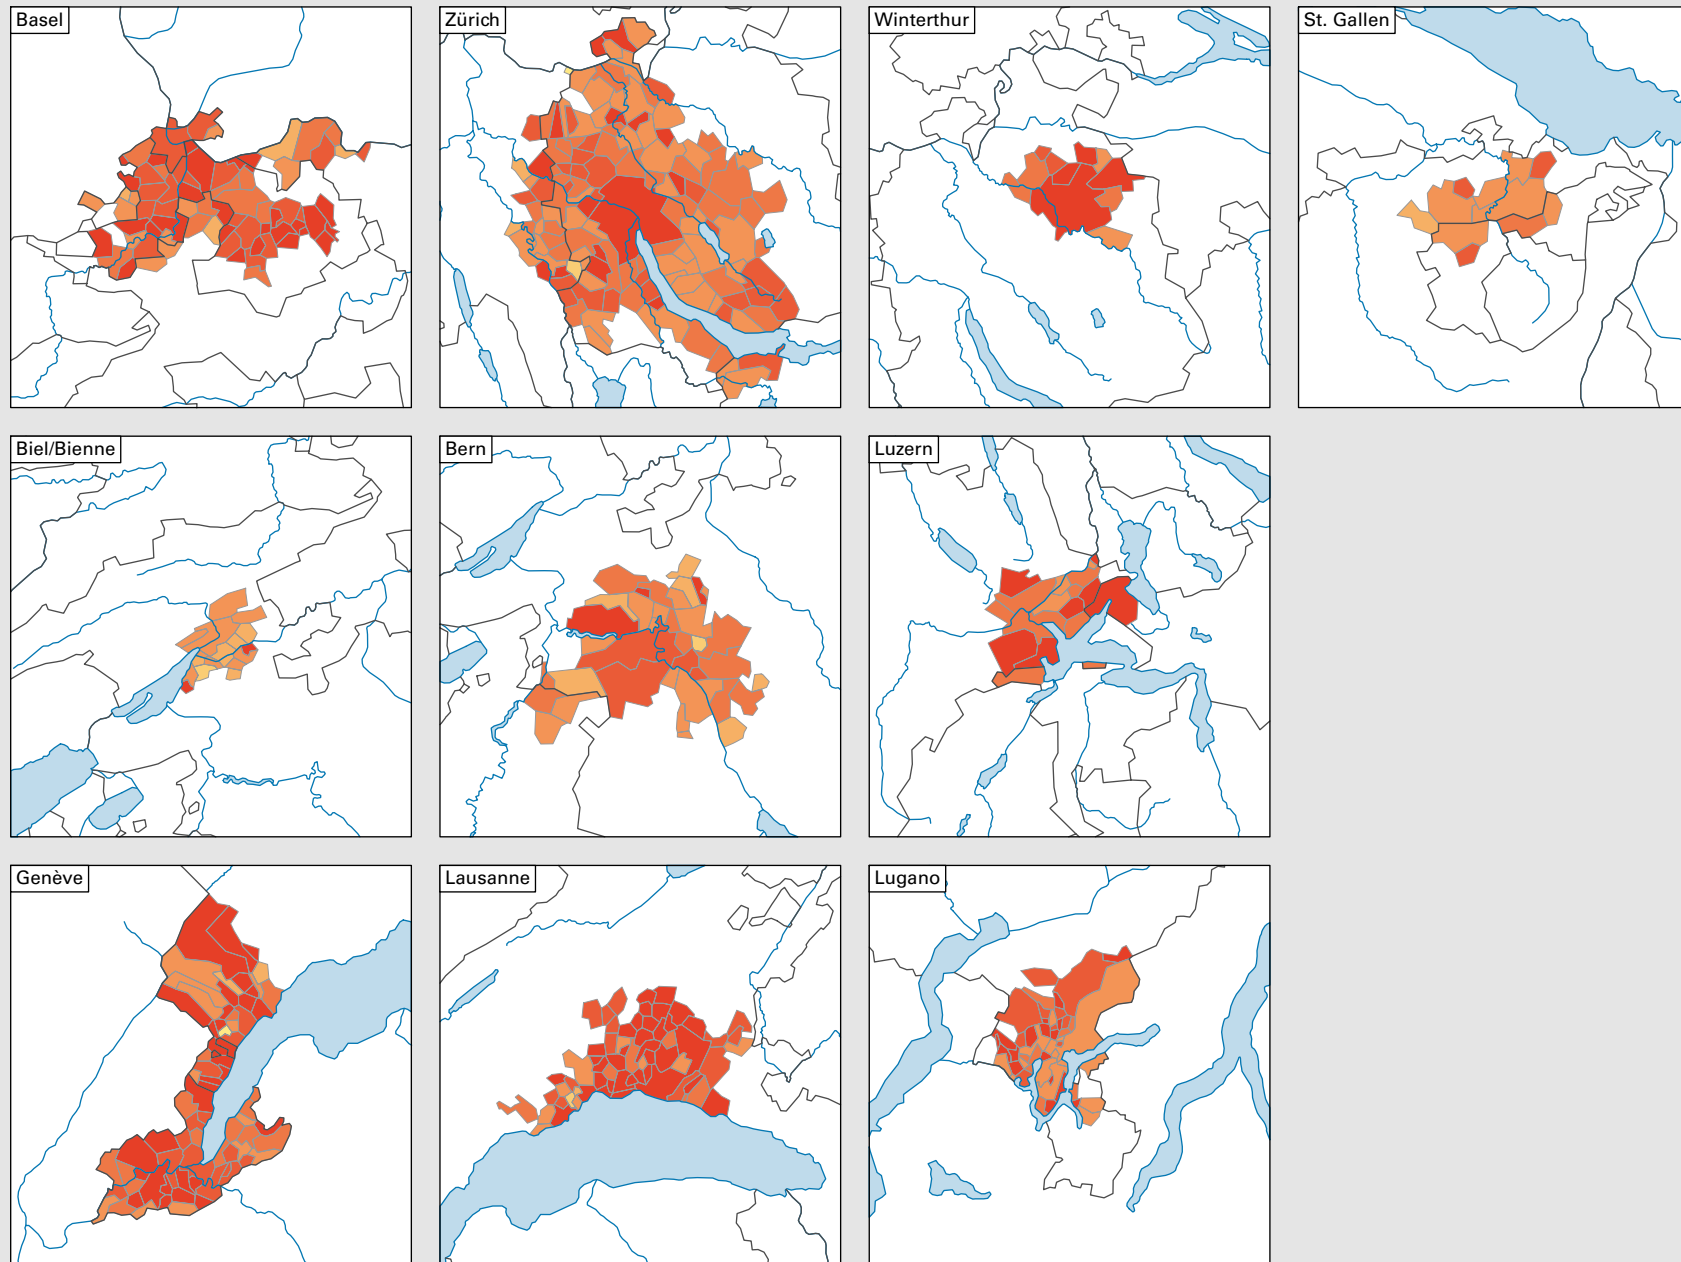 Basel
Zürich
Winterthur
St. Gallen
Biel/Bienne
Bern
Luzern
Genève
Lausanne
Lugano